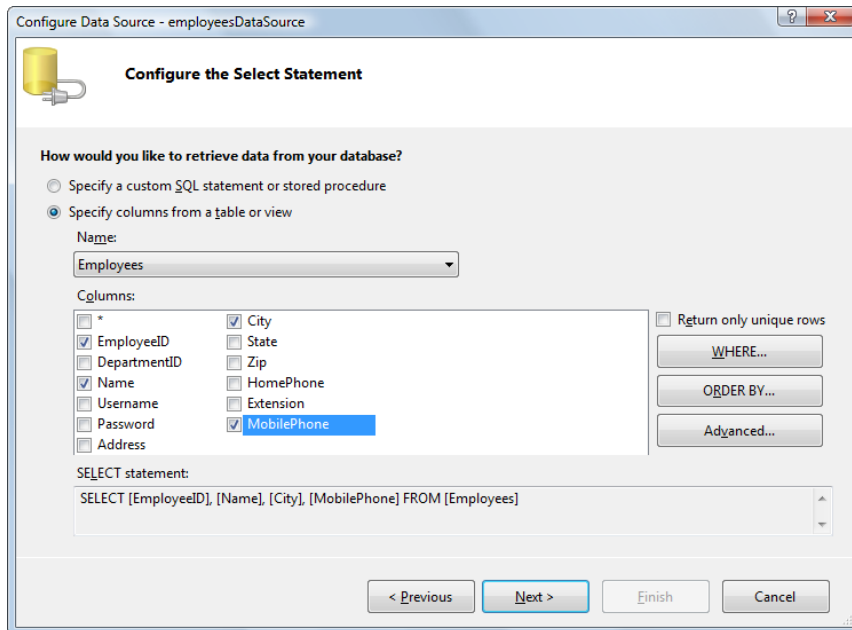 Configure Data Source - employeesDataSource
Configure the Select Statement
How would you like to retrieve data from your database?
Specify a custom SQL statement or stored procedure
Specify columns from a table or view
Name:
Employees
Columns:
*
EmployeeID
DepartmentID
Name
Username
Password
Address
City
State
Zip
HomePhone
Extension
MobilePhone
Return only unique rows
WHERE...
ORDER BY...
Advanced...
SELECT statement:
SELECT [EmployeeID], [Name], [City], [MobilePhone] FROM [Employees]
< Previous
Next >
Finish
Cancel